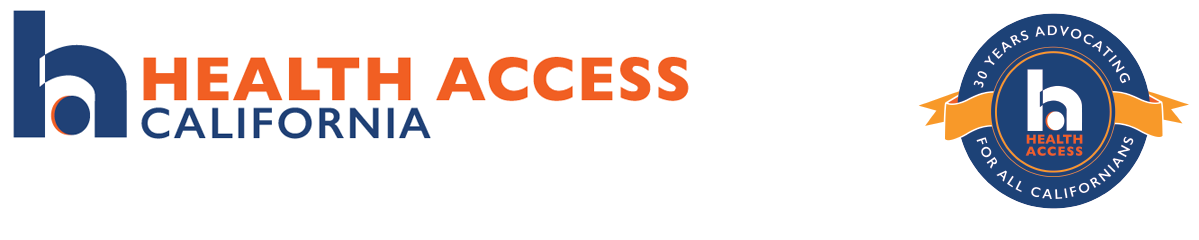 HEALTH ACCESS
CALIFORNIA
30 YEARS ADVOCATING
HEALTH
ACCESS
FOR ALL CALIFORNIANS